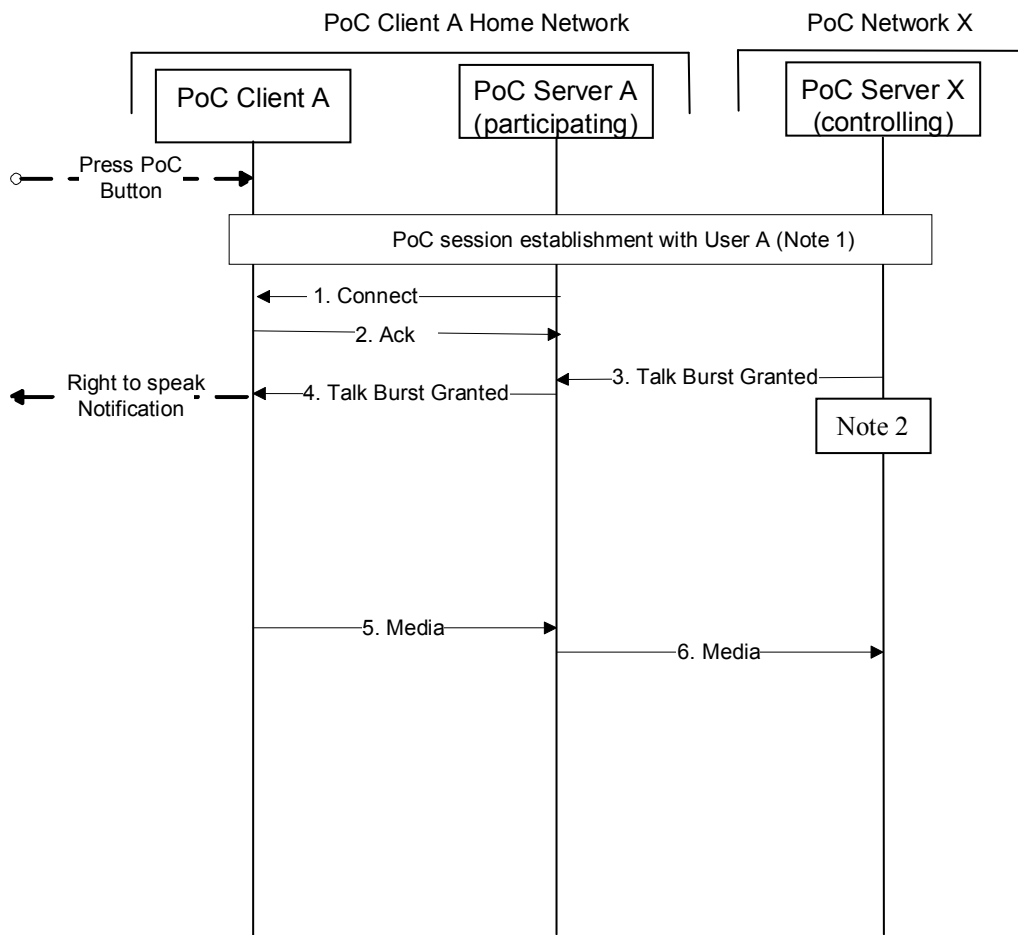 PoC Client A Home Network
PoC Network X
PoC Client A
PoC Server A
(participating)
PoC Server X
(controlling)
Press PoC
Button
PoC session establishment with User A (Note 1)
1. Connect
2. Ack
3. Talk Burst Granted
4. Talk Burst Granted
Right to speak
Notification
Note 2
5. Media
6. Media